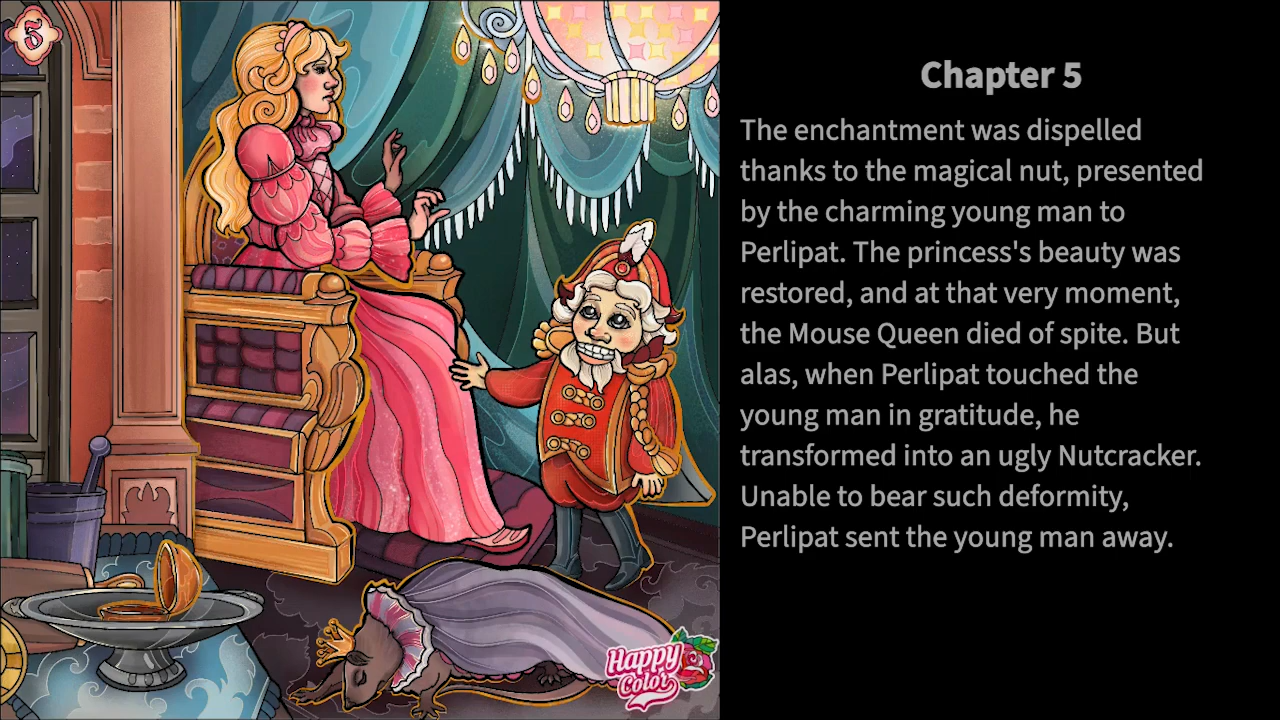 5
Chapter 5
The enchantment was dispelled
thanks to the magical nut, presented
by the charming young man to
Perlipat. The princess's beauty was
restored, and at that very moment,
the Mouse Queen died of spite. But
alas, when Perlipat touched the
young man in gratitude, he
transformed into an ugly Nutcracker.
Unable to bear such deformity,
Perlipat sent the young man away.
Happy
Color